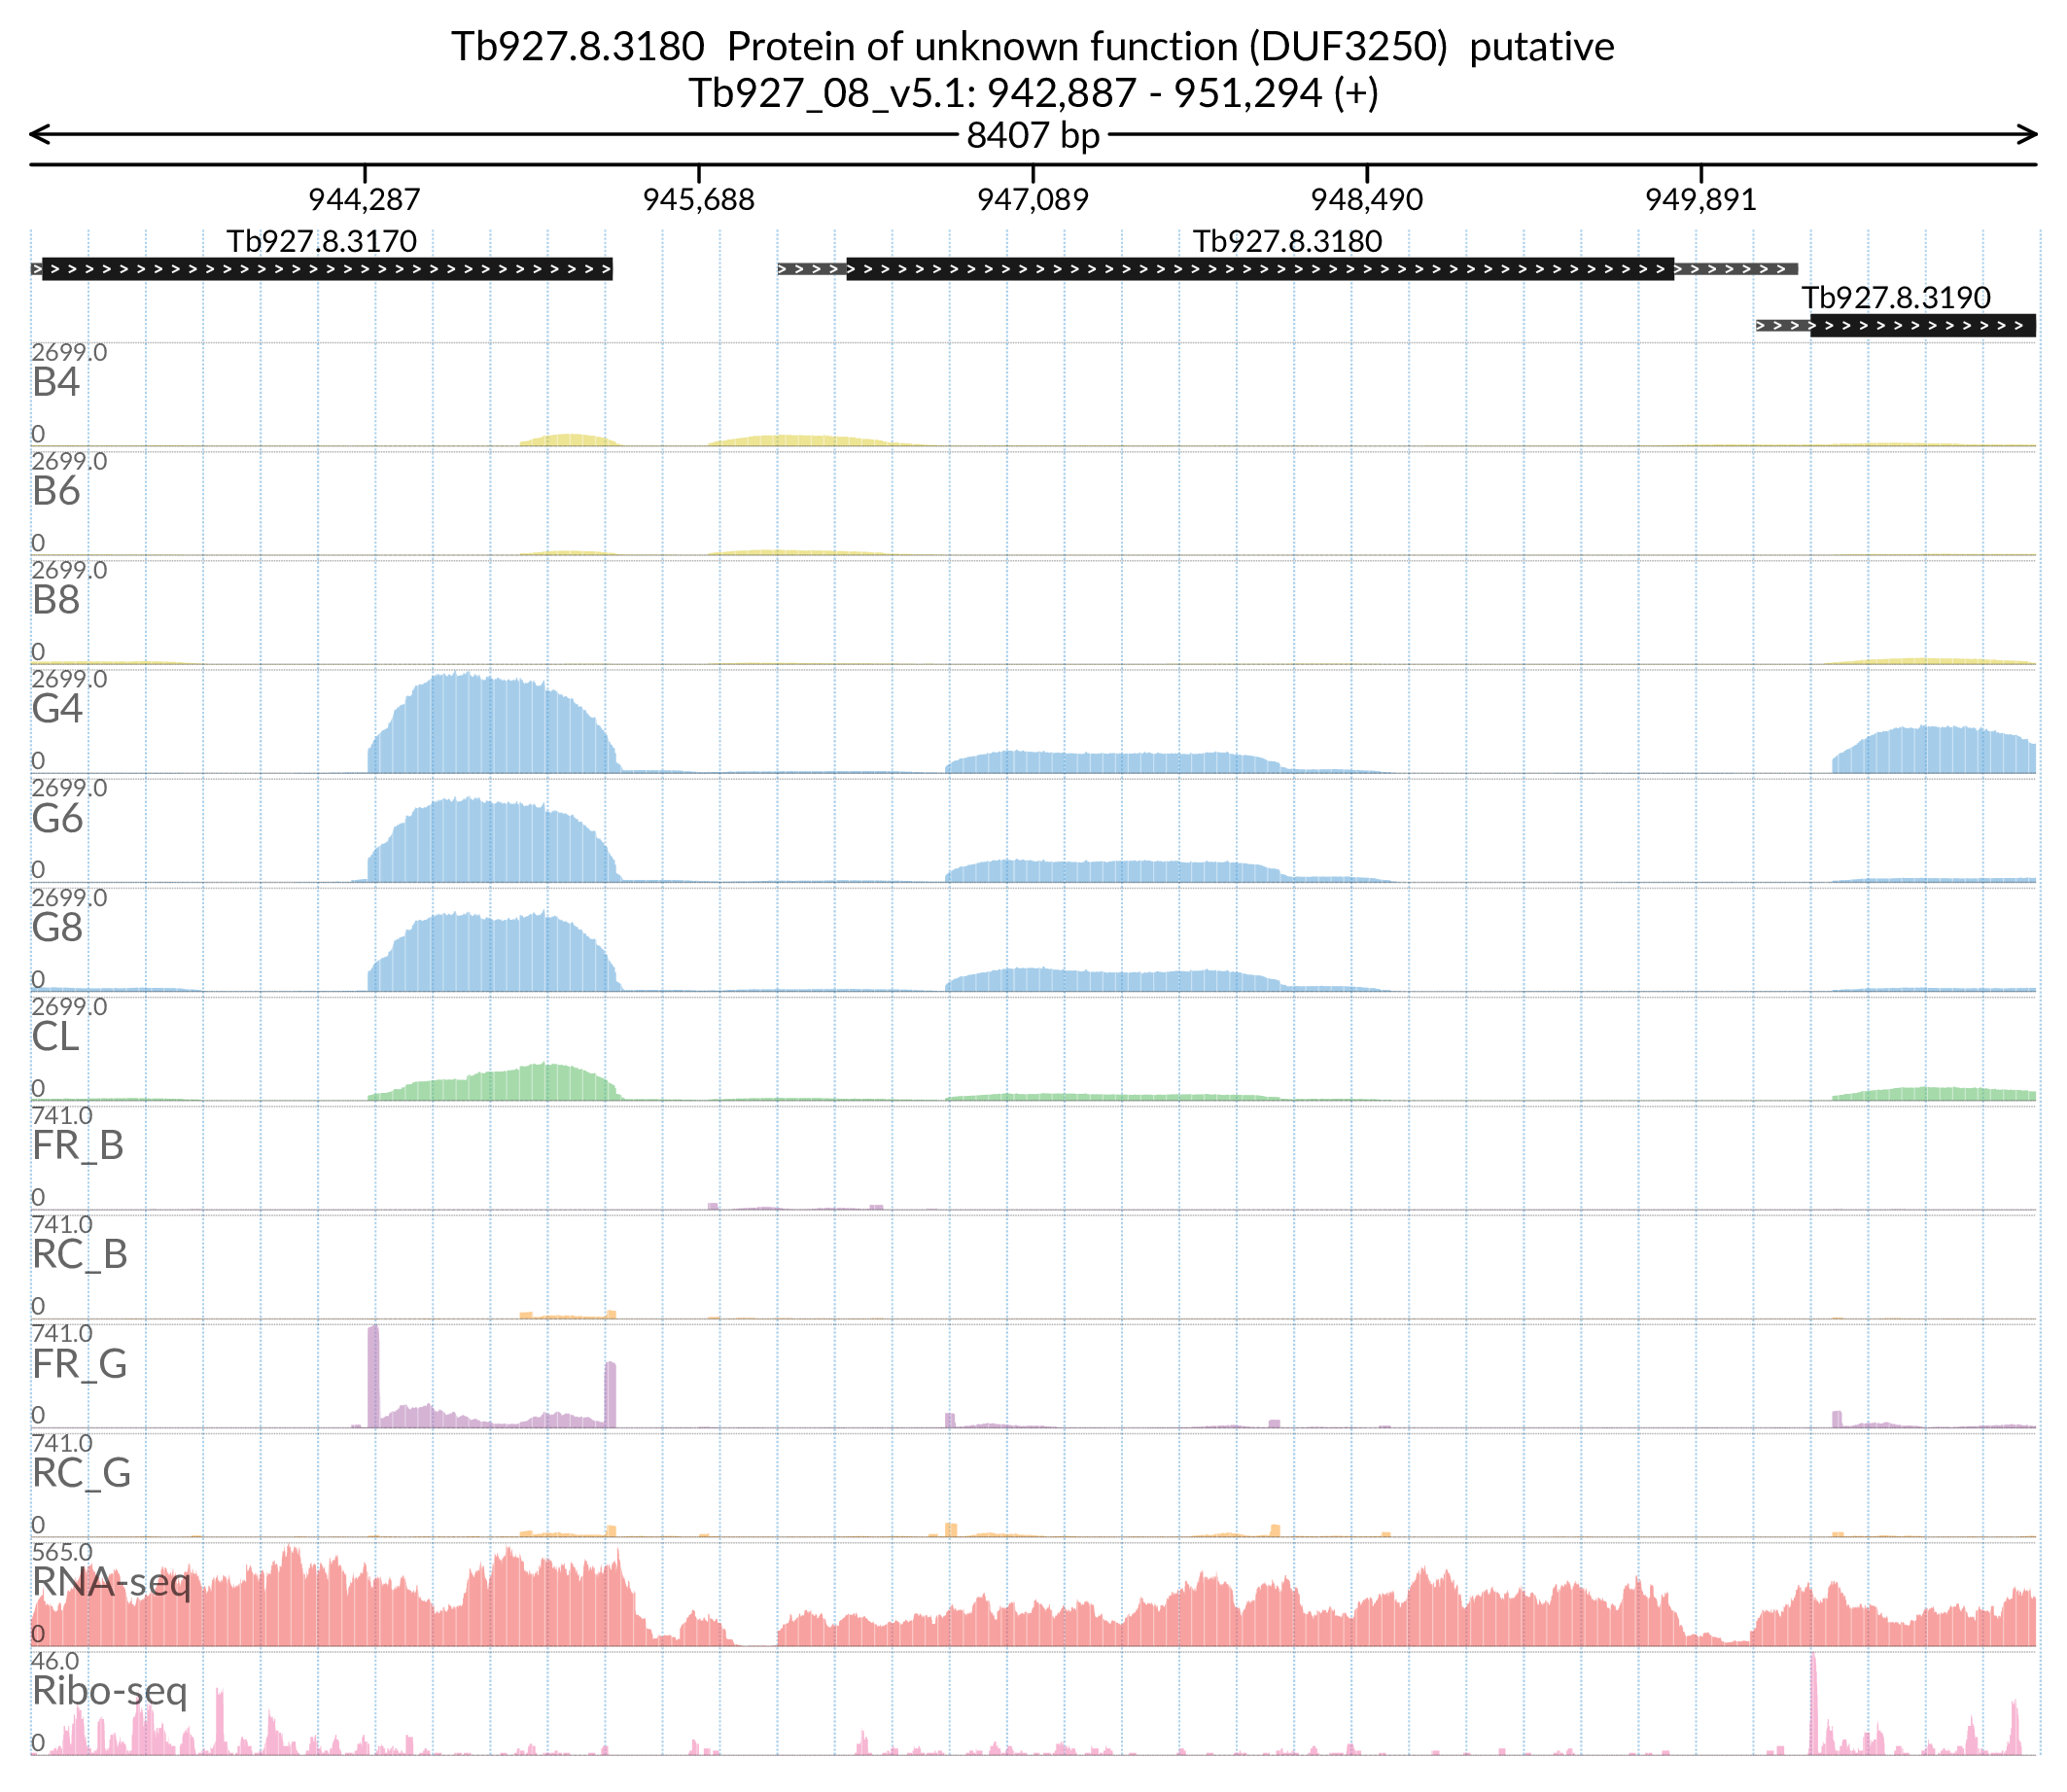 Tb927.8.3180  Protein of unknown function (DUF3250)  putative
Tb927_08_v5.1: 942,887 - 951,294 (+)
8407 bp
944,287 945,688 947,089 948,490 949,891
Tb927.8.3170 Tb927.8.3180
Tb927.8.3190
2699.0
B4
0
2699.0
B6
0
2699.0
B8
0
2699.0
G4
0
2699.0
G6
0
2699.0
G8
0
2699.0
CL
0
741.0
FR_B
0
741.0
RC_B
0
741.0
FR_G
0
741.0
RC_G
0
565.0
RNA-seq
0
46.0
Ribo-seq
0